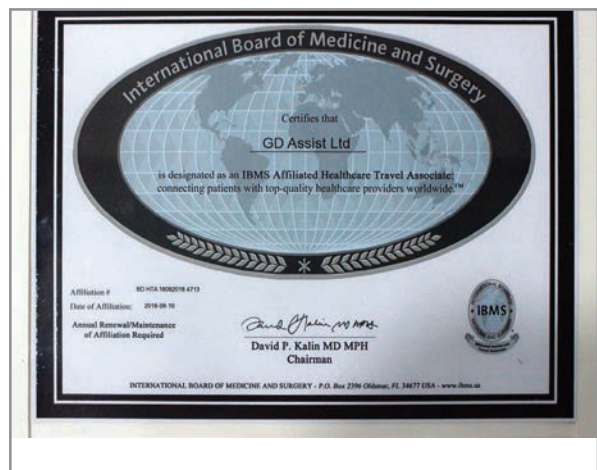 International Board of Medicine and Surgery
Certifies that
GD Assist Ltd
is designated as an IBMS Affiliated Healthcare Travel Associate:
connecting patients with top-quality healthcare providers worldwide.™
Affiliation #
Date of Affiliation:
Annual Renewal/Maintenance
of Affiliation Required
David P. Kalin MD MPH
Chairman
IBMS
INTERNATIONAL BOARD OF MEDICINE AND SURGERY - P.O. Box 2396 Oldsmar, FL 34677 USA - www.ibms.us